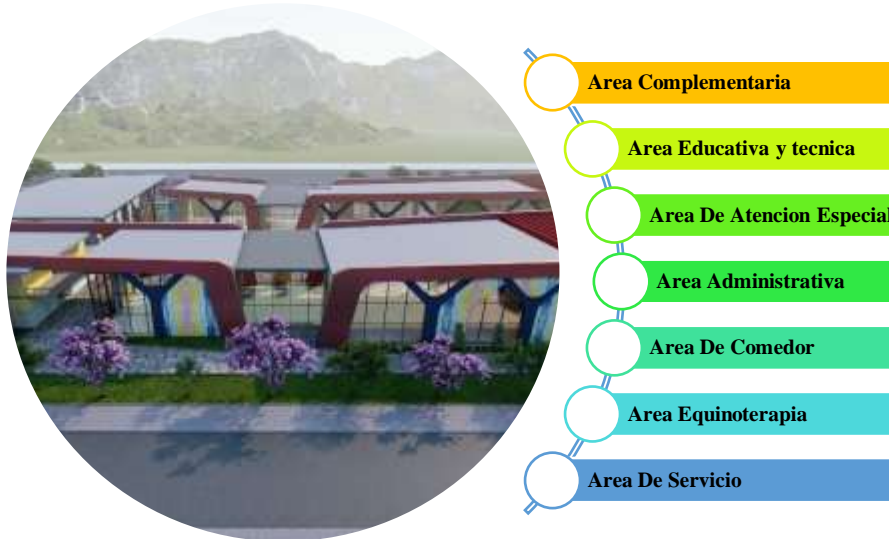 Area Complementaria
Area Educativa y tecnica
Area De Atencion Especial
Area Administrativa
Area De Comedor
Area Equinoterapia
Area De Servicio